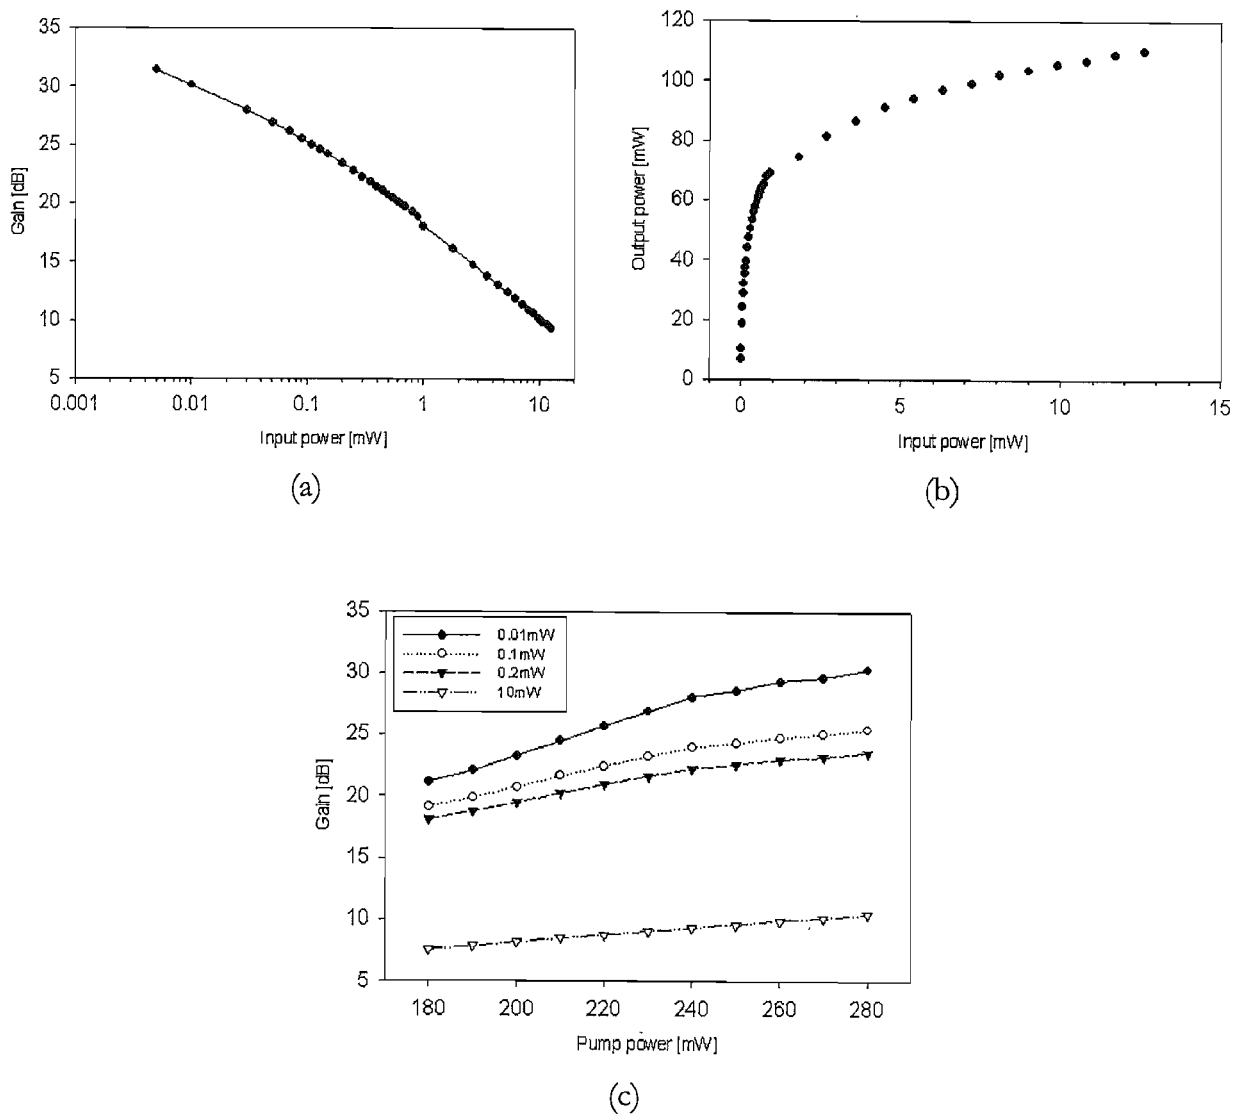 35
30
25
20
15
10
5
Gain [dB]
0.001 0.01 0.1 1 10
Input power [mW]
(a)
120
100
80
60
40
20
0
Output power [mW]
0 5 10 15
Input power [mW]
(b)
35
30
25
20
15
10
5
Gain [dB]
0.01mW
0.1mW
0.2mW
10mW
180 200 220 240 260 280
Pump power [mW]
(c)